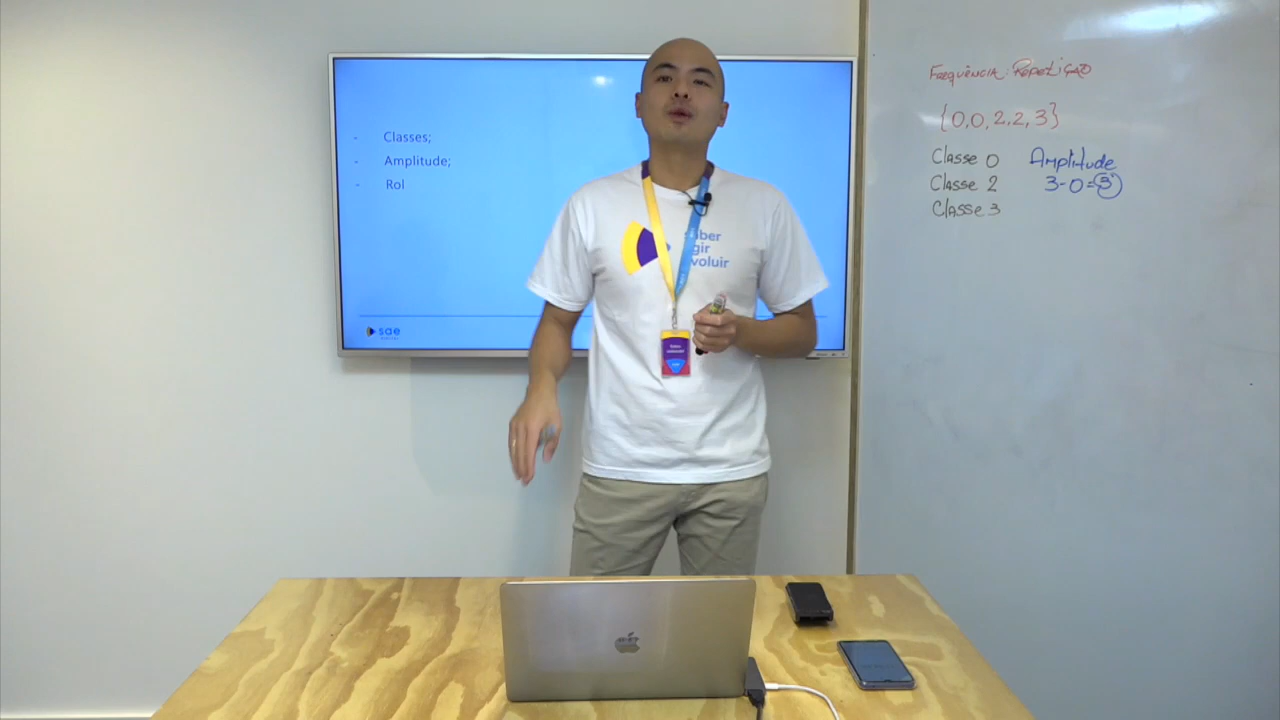 - Classes;
- Amplitude;
- Rol
sae
Frequência: Repetição
{0,0,2,2,3}
Classe 0 Amplitude
Classe 2 3-0=3
Classe 3